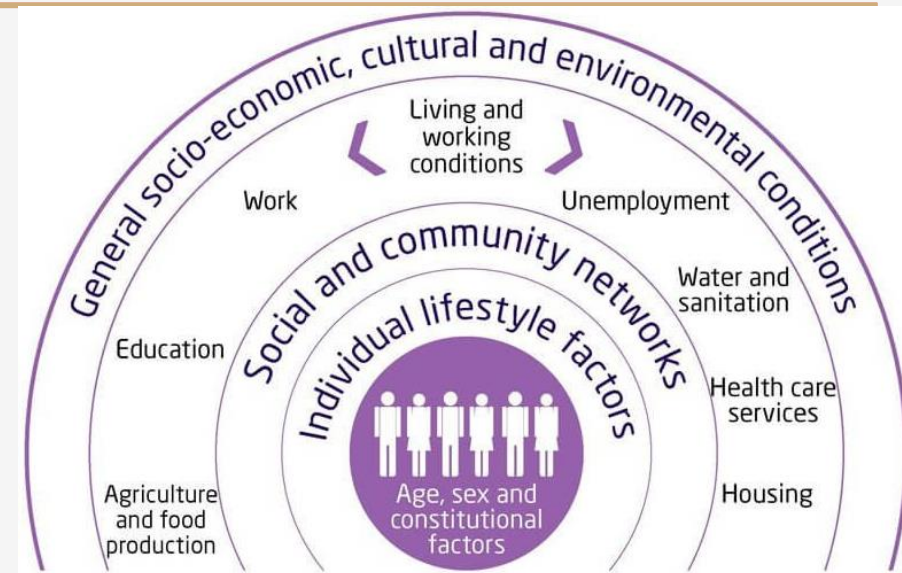 General socio-economic, cultural and environmental conditions
Living and
working
conditions
Work
Unemployment
Social and community networks
Water and
sanitation
Individual lifestyle factors
Education
Health care
services
Agriculture
and food
production
Housing
Age, sex and
constitutional
factors